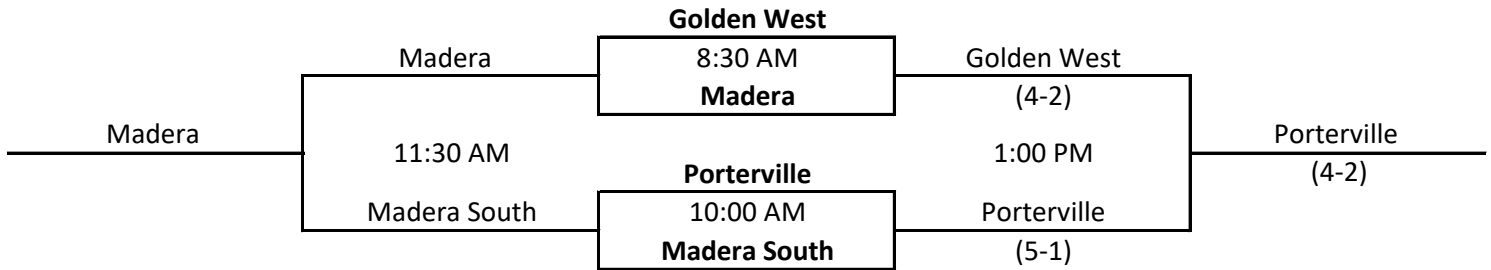 Golden West
Madera
8:30 AM
Golden West
Madera
(4-2)
Madera
11:30 AM
1:00 PM
Porterville
Porterville
(4-2)
Madera South
10:00 AM
Porterville
Madera South
(5-1)